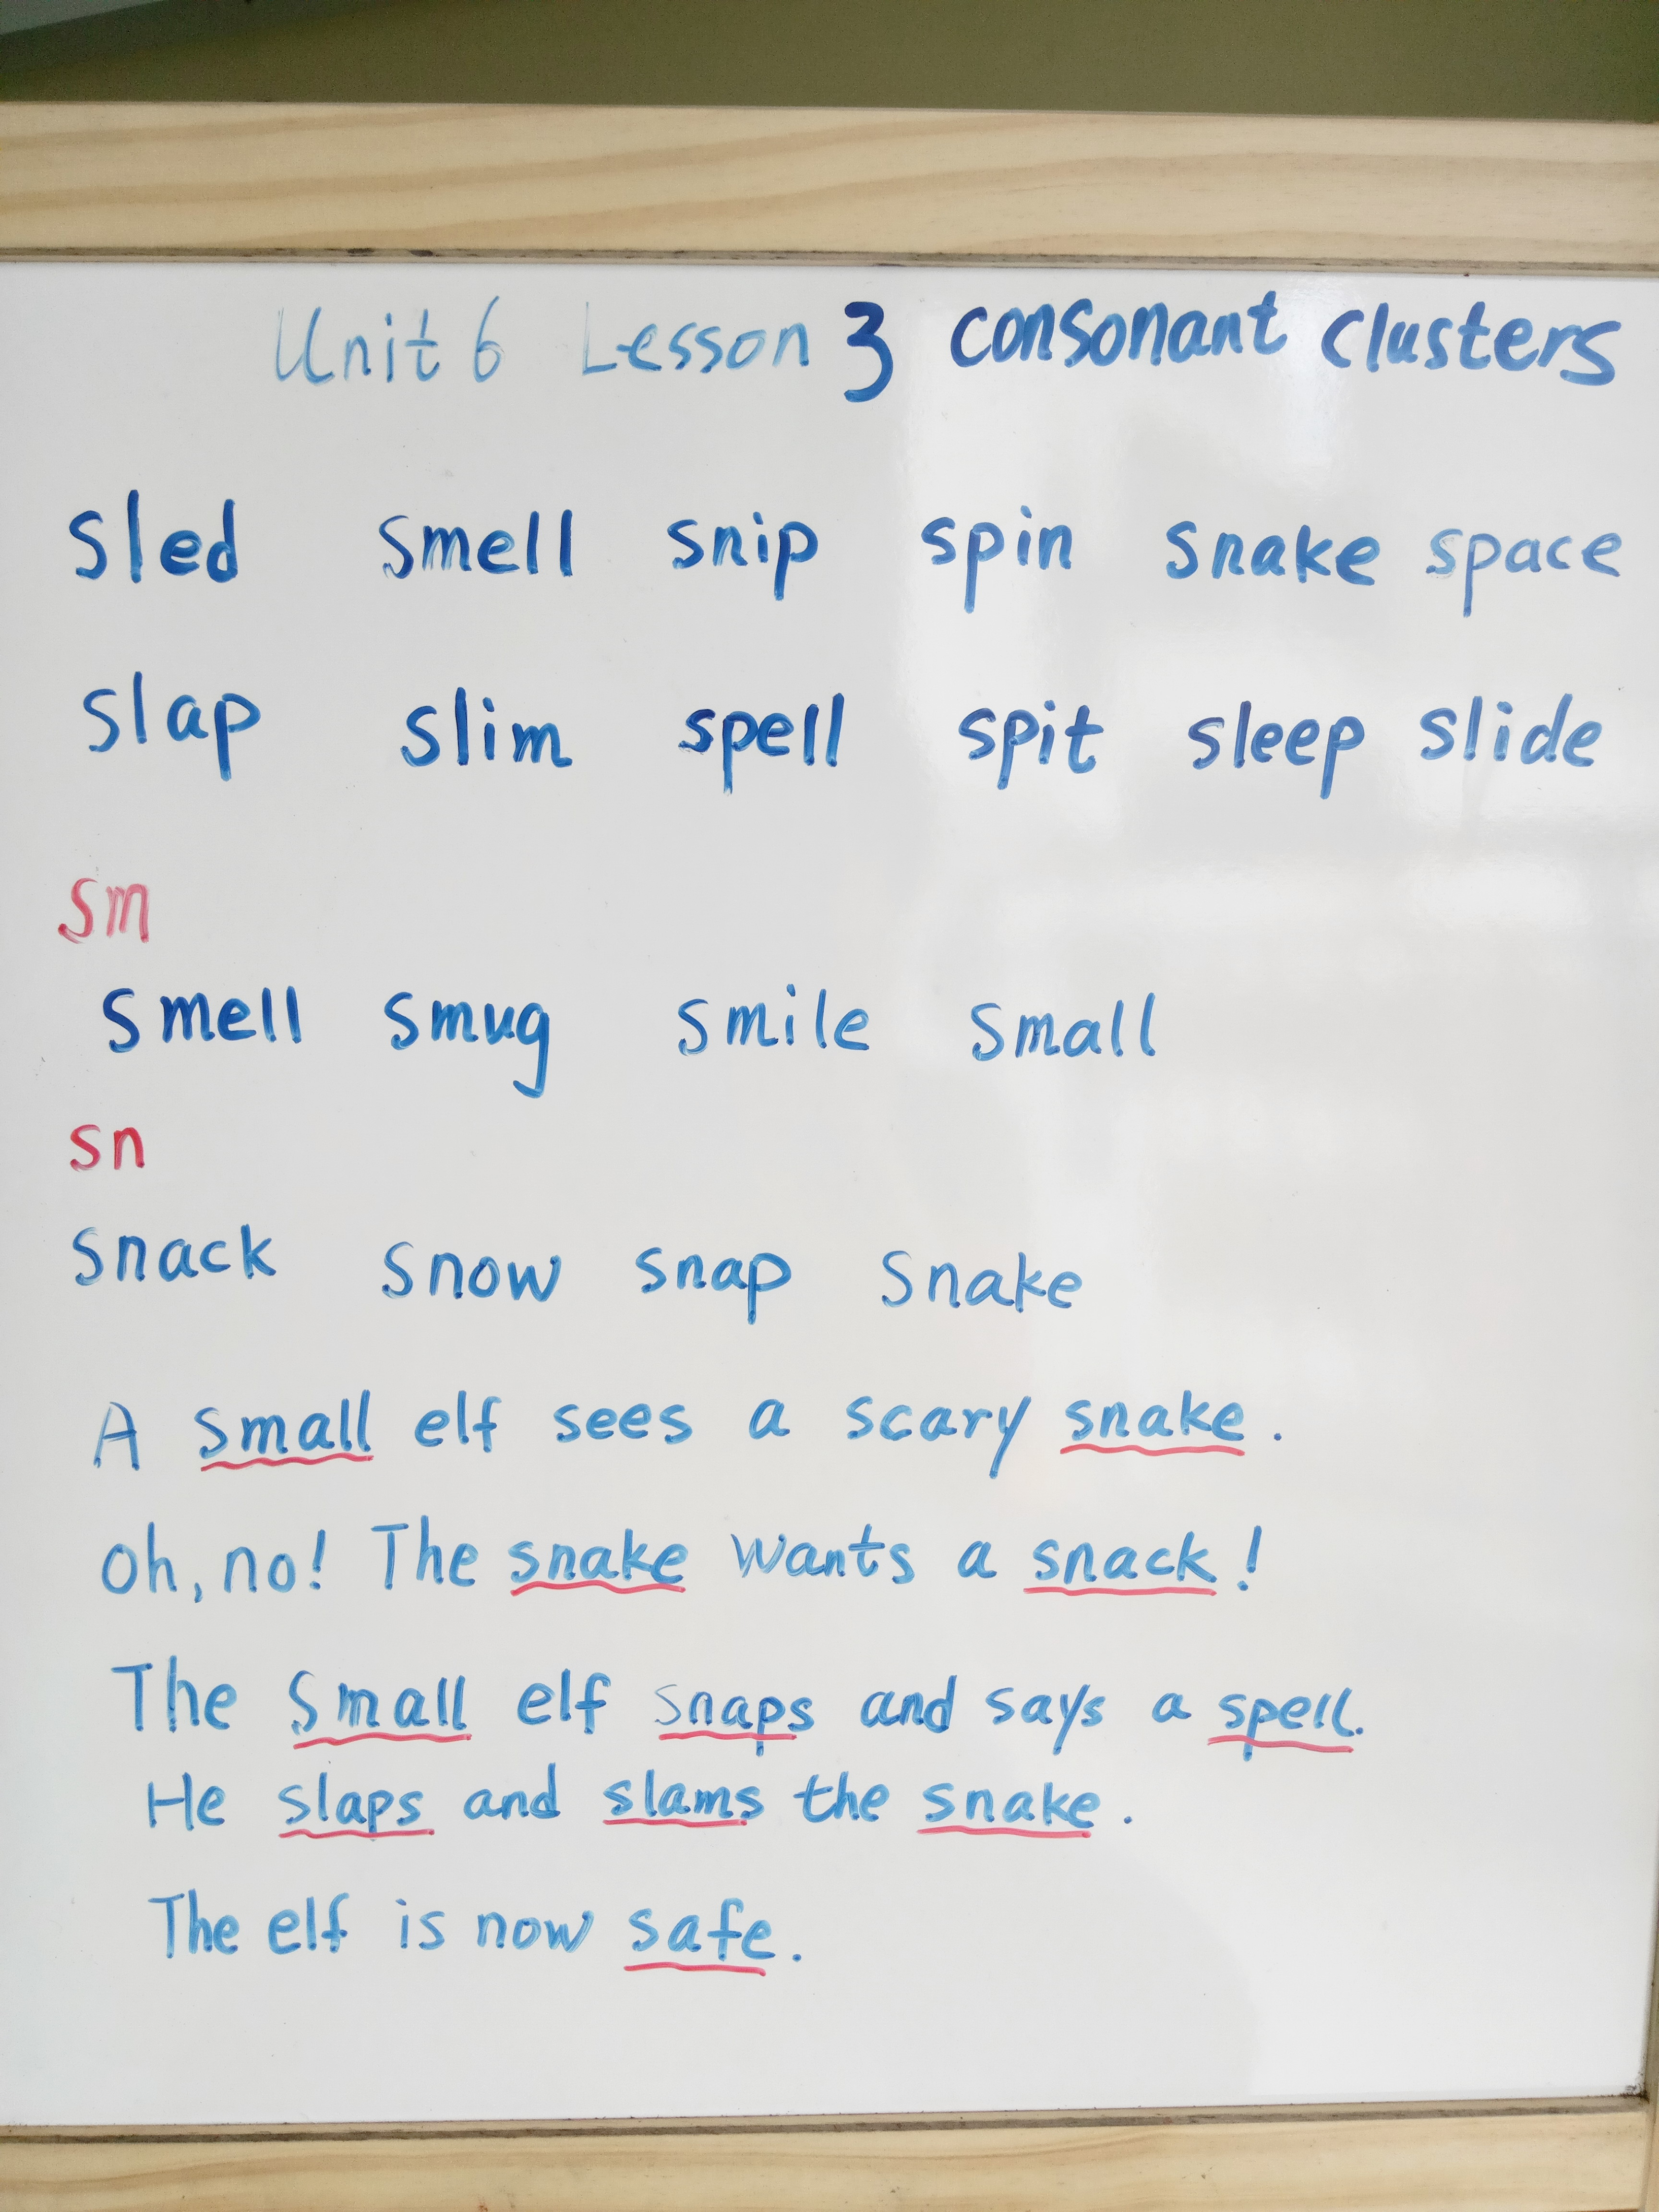 Unit 6 Lesson 3 consonant clusters
sled smell snip spin snake space
slap slim spell spit sleep slide
sm
smell smug smile small
sn
snack snow snap snake
A small elf sees a scary snake.
oh, no! The snake wants a snack!
The small elf snaps and says a spell.
He slaps and slams the snake.
The elf is now safe.